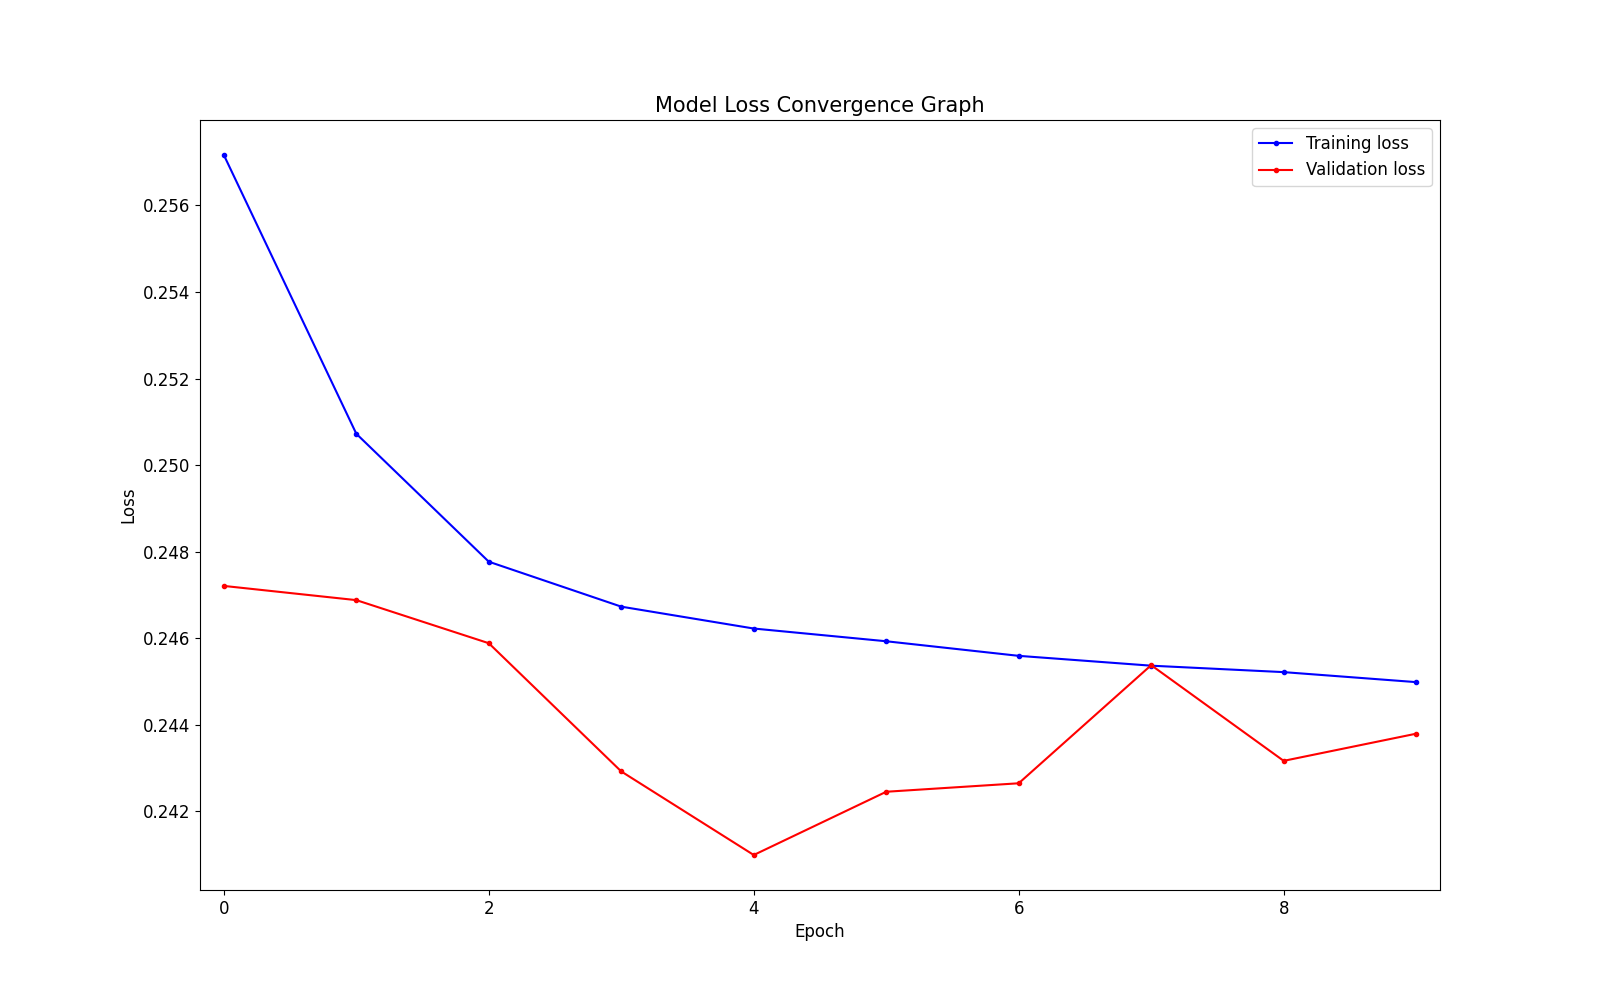 Model Loss Convergence Graph
Training loss
Validation loss
0.256
0.254
0.252
0.250
0.248
0.246
0.244
0.242
Loss
0 2 4 6 8
Epoch